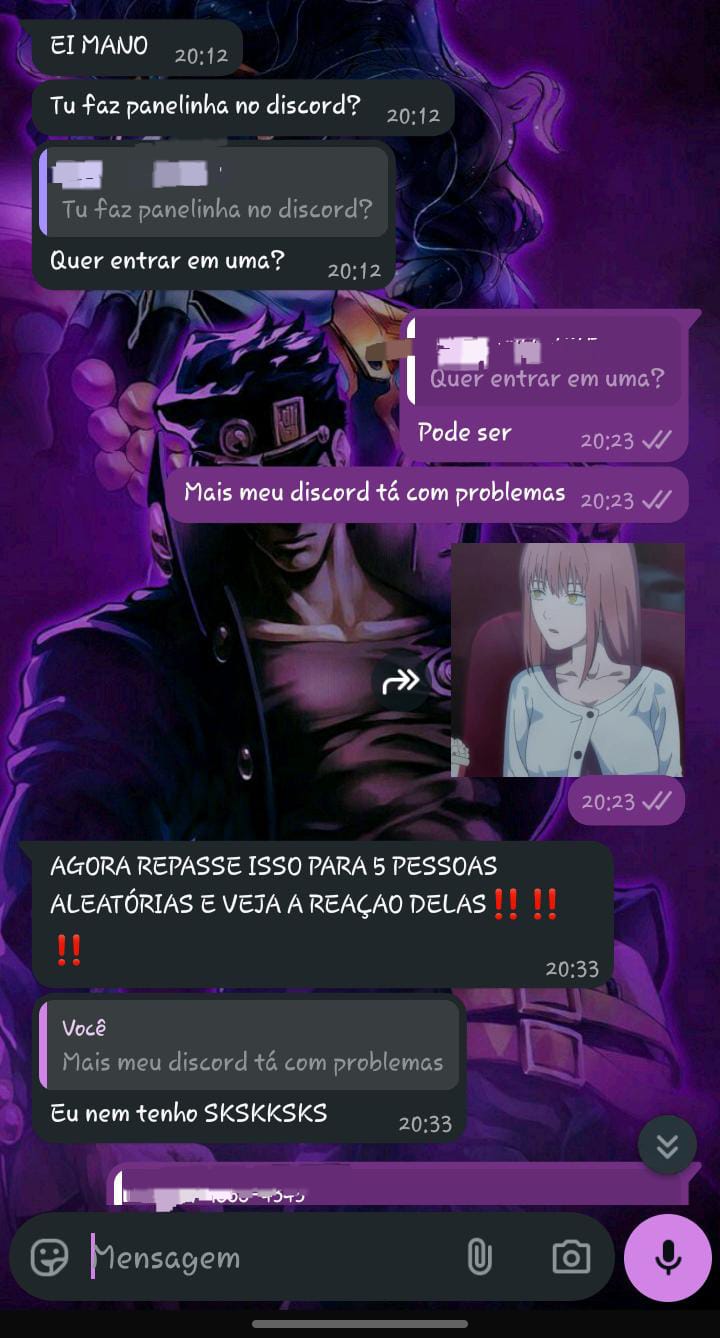 EI MANO 20:12
Tu faz panelinha no discord? 20:12
Tu faz panelinha no discord?
Quer entrar em uma? 20:12
Quer entrar em uma?
Pode ser 20:23
Mais meu discord tá com problemas 20:23
20:23
AGORA REPASSE ISSO PARA 5 PESSOAS
ALEATÓRIAS E VEJA A REAÇAO DELAS‼️ ‼️
‼️
20:33
Você
Mais meu discord tá com problemas
Eu nem tenho SKSKKSKS 20:33
Mensagem